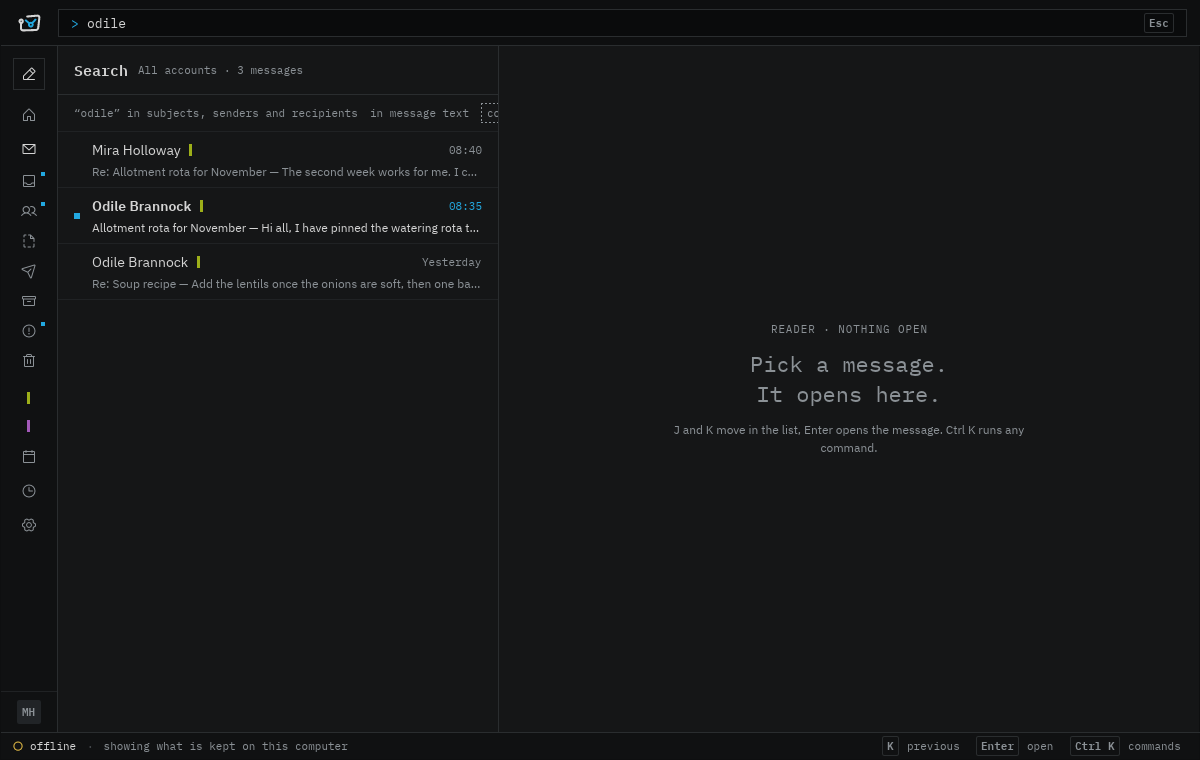 > odile Esc
Search All accounts · 3 messages
“odile” in subjects, senders and recipients in message text
Mira Holloway 08:40
Re: Allotment rota for November — The second week works for me. I c…
Odile Brannock 08:35
Allotment rota for November — Hi all, I have pinned the watering rota t…
Odile Brannock Yesterday
Re: Soup recipe — Add the lentils once the onions are soft, then one ba…
READER · NOTHING OPEN
Pick a message.
It opens here.
J and K move in the list, Enter opens the message. Ctrl K runs any
command.
MH
offline · showing what is kept on this computer K previous Enter open Ctrl K commands